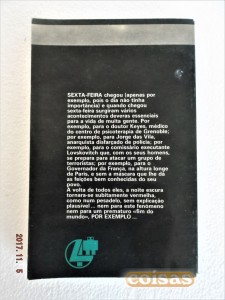 SEXTA-FEIRA chegou (apenas por
exemplo, pois o dia não tinha
importância) e quando chegou
sexta-feira surgiram vários
acontecimentos deveras essenciais
para a vida de muita gente. Por
exemplo, para o doutor Keyes, médico
do centro de psicoterapia de Grenoble;
por exemplo, para Jorge das Vila,
anarquista disfarçado de polícia; por
exemplo, para o comissário executante
Lovskovitch que, com os seus homens,
se prepara para atacar um grupo de
terroristas; por exemplo, para o
Governador de França, na altura longe
de Paris, e sem a mascare que lhe dá
as feições bem conhecidas do seu
povo.
À volta de todos eles, a noite escura
tornara-se subitamente vermelha,
como num pesadelo, sem explicação
plausível ... nem para este fenómeno
nem para um prematuro «fim do
mundo», POR EXEMPLO ...
2017.11. 5
coisas